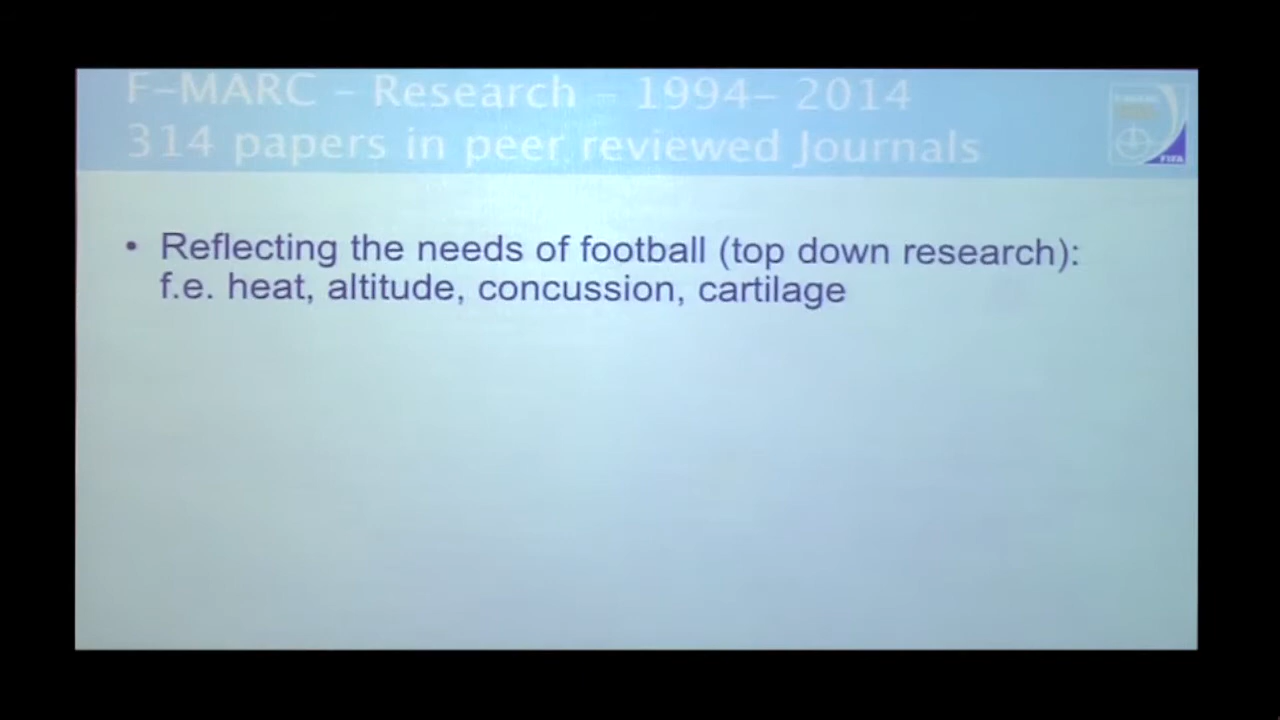 F-MARC – Research – 1994– 2014
314 papers in peer reviewed Journals
FIFA
• Reflecting the needs of football (top down research):
f.e. heat, altitude, concussion, cartilage